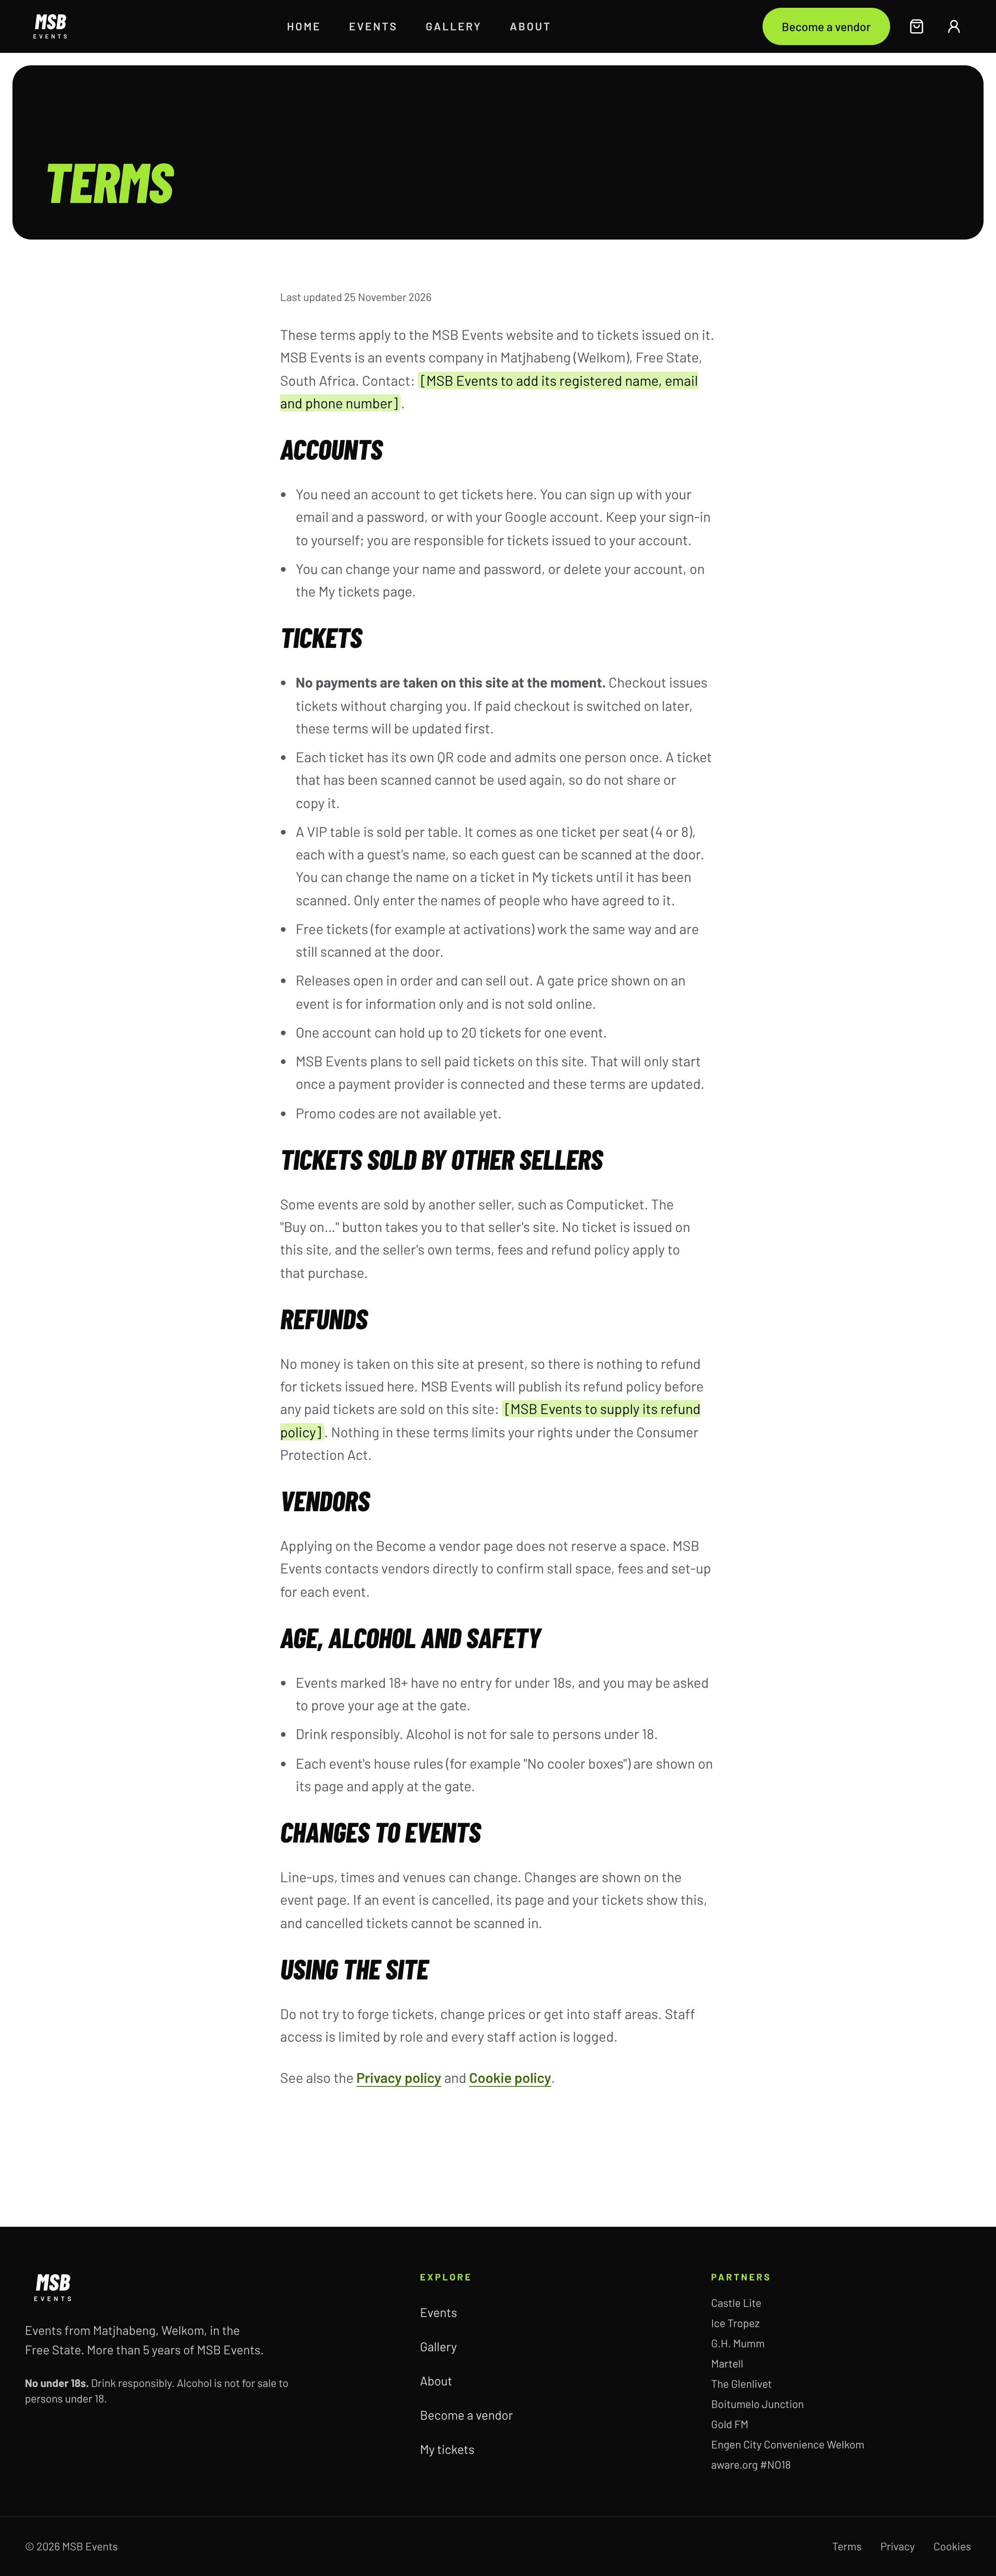 MSB
EVENTS
HOME EVENTS GALLERY ABOUT
Become a vendor
TERMS
Last updated 25 November 2026
These terms apply to the MSB Events website and to tickets issued on it.
MSB Events is an events company in Matjhabeng (Welkom), Free State,
South Africa. Contact: [MSB Events to add its registered name, email
and phone number].
ACCOUNTS
• You need an account to get tickets here. You can sign up with your
email and a password, or with your Google account. Keep your sign-in
to yourself; you are responsible for tickets issued to your account.
• You can change your name and password, or delete your account, on
the My tickets page.
TICKETS
• No payments are taken on this site at the moment. Checkout issues
tickets without charging you. If paid checkout is switched on later,
these terms will be updated first.
• Each ticket has its own QR code and admits one person once. A ticket
that has been scanned cannot be used again, so do not share or
copy it.
• A VIP table is sold per table. It comes as one ticket per seat (4 or 8),
each with a guest's name, so each guest can be scanned at the door.
You can change the name on a ticket in My tickets until it has been
scanned. Only enter the names of people who have agreed to it.
• Free tickets (for example at activations) work the same way and are
still scanned at the door.
• Releases open in order and can sell out. A gate price shown on an
event is for information only and is not sold online.
• One account can hold up to 20 tickets for one event.
• MSB Events plans to sell paid tickets on this site. That will only start
once a payment provider is connected and these terms are updated.
• Promo codes are not available yet.
TICKETS SOLD BY OTHER SELLERS
Some events are sold by another seller, such as Computicket. The
"Buy on..." button takes you to that seller's site. No ticket is issued on
this site, and the seller's own terms, fees and refund policy apply to
that purchase.
REFUNDS
No money is taken on this site at present, so there is nothing to refund
for tickets issued here. MSB Events will publish its refund policy before
any paid tickets are sold on this site: [MSB Events to supply its refund
policy]. Nothing in these terms limits your rights under the Consumer
Protection Act.
VENDORS
Applying on the Become a vendor page does not reserve a space. MSB
Events contacts vendors directly to confirm stall space, fees and set-up
for each event.
AGE, ALCOHOL AND SAFETY
• Events marked 18+ have no entry for under 18s, and you may be asked
to prove your age at the gate.
• Drink responsibly. Alcohol is not for sale to persons under 18.
• Each event's house rules (for example "No cooler boxes") are shown on
its page and apply at the gate.
CHANGES TO EVENTS
Line-ups, times and venues can change. Changes are shown on the
event page. If an event is cancelled, its page and your tickets show this,
and cancelled tickets cannot be scanned in.
USING THE SITE
Do not try to forge tickets, change prices or get into staff areas. Staff
access is limited by role and every staff action is logged.
See also the Privacy policy and Cookie policy.
MSB
EVENTS
Events from Matjhabeng, Welkom, in the
Free State. More than 5 years of MSB Events.
No under 18s. Drink responsibly. Alcohol is not for sale to
persons under 18.
EXPLORE
Events
Gallery
About
Become a vendor
My tickets
PARTNERS
Castle Lite
Ice Tropez
G.H. Mumm
Martell
The Glenlivet
Boitumelo Junction
Gold FM
Engen City Convenience Welkom
aware.org #NO18
© 2026 MSB Events
Terms Privacy Cookies